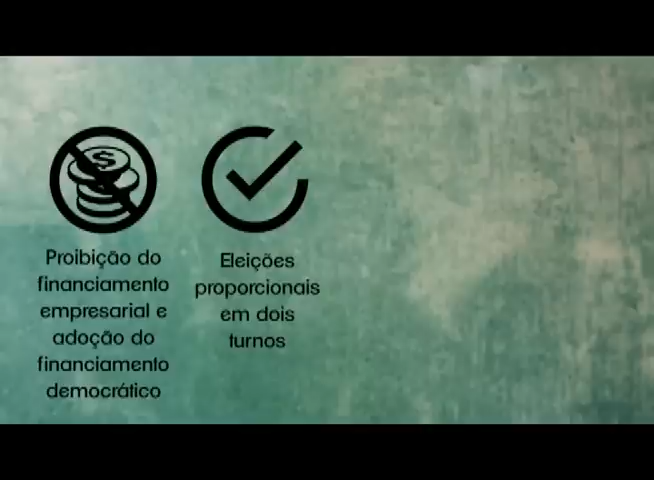 Proibição do
financiamento
empresarial e
adoção do
financiamento
democrático
Eleições
proporcionais
em dois
turnos